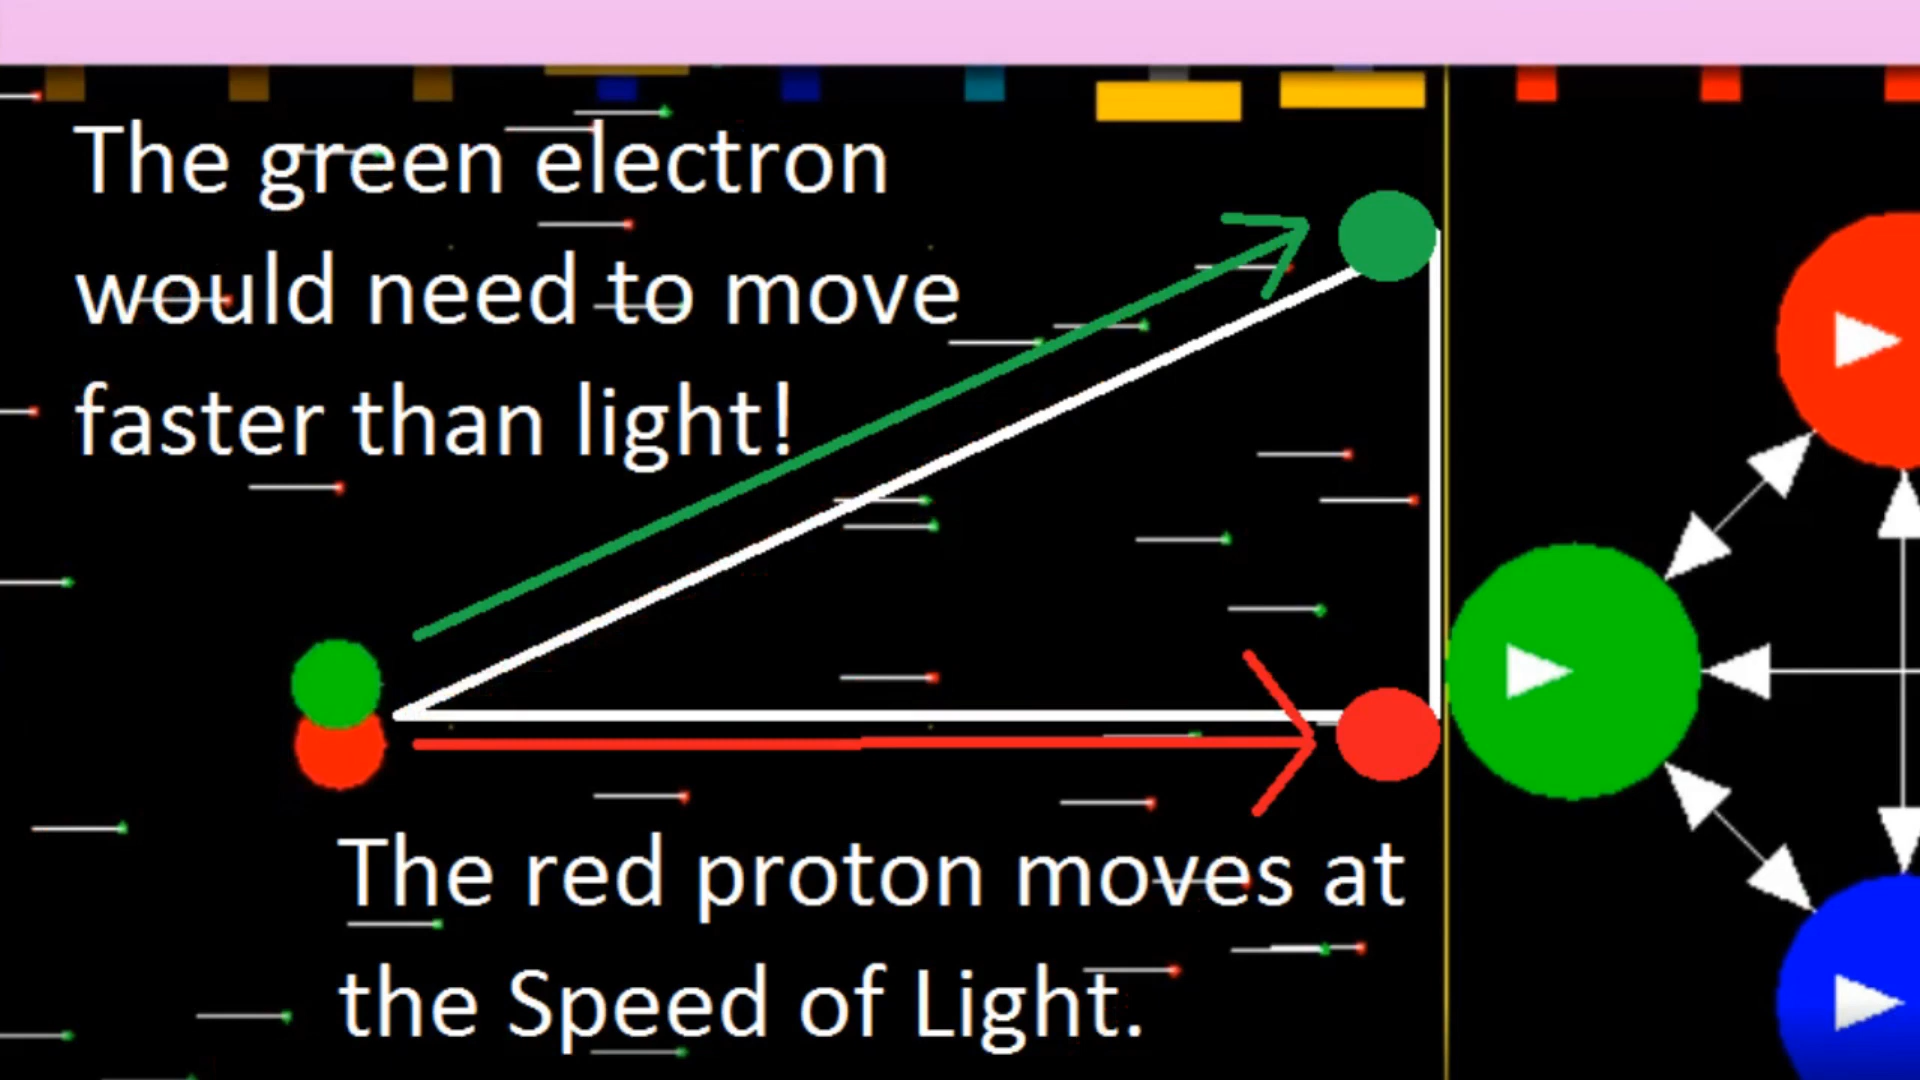 The green electron
would need to move
faster than light!
The red proton moves at
the Speed of Light.